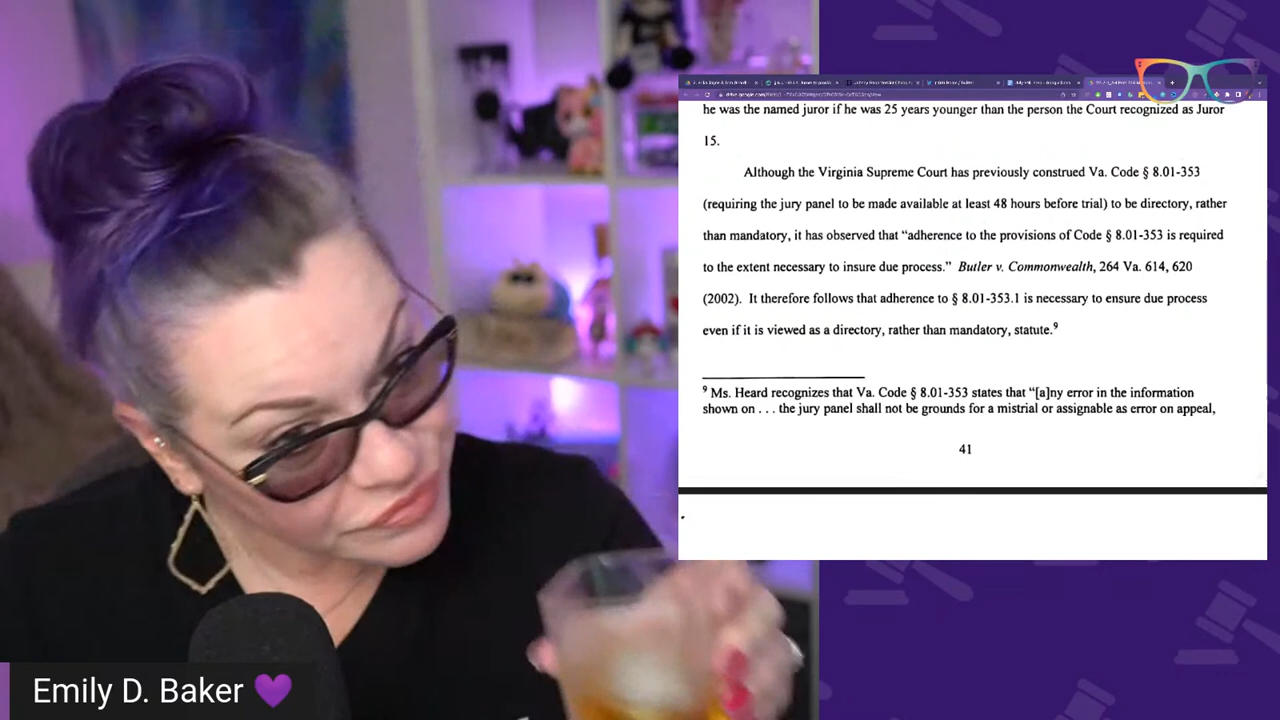 he was the named juror if he was 25 years younger than the person the Court recognized as Juror
15.
Although the Virginia Supreme Court has previously construed Va. Code § 8.01-353
(requiring the jury panel to be made available at least 48 hours before trial) to be directory, rather
than mandatory, it has observed that “adherence to the provisions of Code § 8.01-353 is required
to the extent necessary to insure due process.” Butler v. Commonwealth, 264 Va. 614, 620
(2002). It therefore follows that adherence to § 8.01-353.1 is necessary to ensure due process
even if it is viewed as a directory, rather than mandatory, statute.9
9 Ms. Heard recognizes that Va. Code § 8.01-353 states that “[a]ny error in the information
shown on . . . the jury panel shall not be grounds for a mistrial or assignable as error on appeal,
41
Emily D. Baker 💜